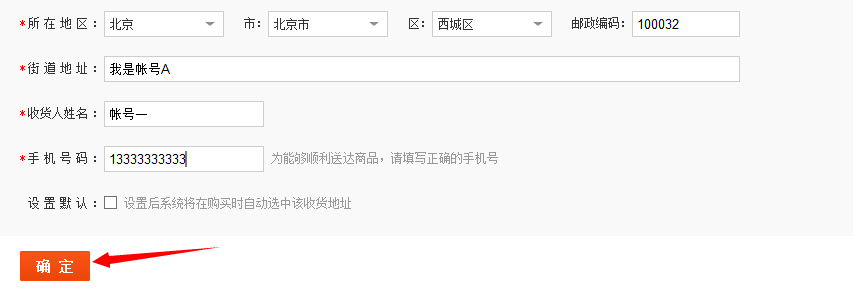 *所在地区： 北京 市： 北京市 区： 西城区 邮政编码： 100032
*街道地址： 我是帐号A
*收货人姓名： 帐号一
*手机号码： 13333333333 为能够顺利送达商品，请填写正确的手机号
设置默认： 设置后系统将在购买时自动选中该收货地址
确定